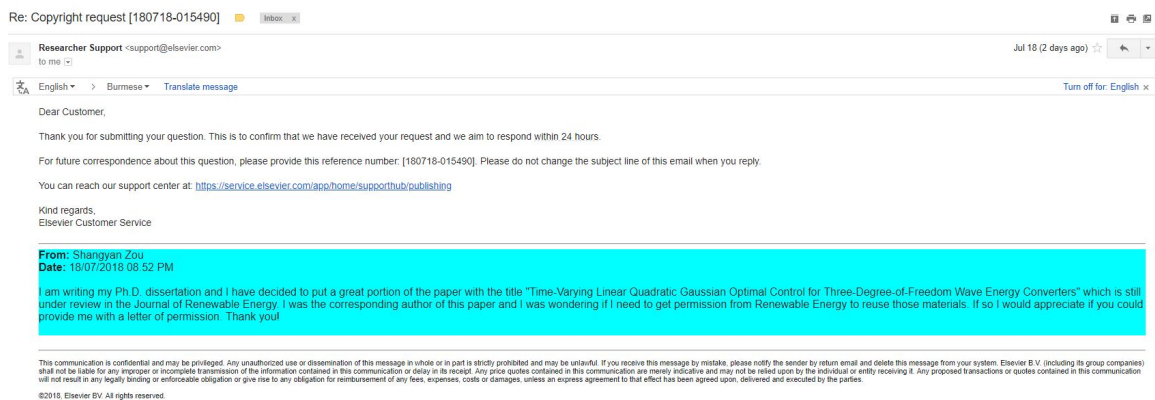 Re: Copyright request [180718-015490]
Inbox x
Researcher Support <support@elsevier.com>
Jul 18 (2 days ago)
to me
English > Burmese Translate message
Turn off for: English x
Dear Customer,
Thank you for submitting your question. This is to confirm that we have received your request and we aim to respond within 24 hours.
For future correspondence about this question, please provide this reference number: [180718-015490]. Please do not change the subject line of this email when you reply.
You can reach our support center at: https://service.elsevier.com/app/home/supporthub/publishing
Kind regards,
Elsevier Customer Service
From: Shangyan Zou
Date: 18/07/2018 08:52 PM
I am writing my Ph.D. dissertation and I have decided to put a great portion of the paper with the title "Time-Varying Linear Quadratic Gaussian Optimal Control for Three-Degree-of-Freedom Wave Energy Converters" which is still
under review in the Journal of Renewable Energy. I was the corresponding author of this paper and I was wondering if I need to get permission from Renewable Energy to reuse those materials. If so I would appreciate if you could
provide me with a letter of permission. Thank you!
This communication is confidential and may be privileged. Any unauthorized use or dissemination of this message in whole or in part is strictly prohibited and may be unlawful. If you receive this message by mistake, please notify the sender by return email and delete this message from your system. Elsevier B.V. (including its group companies)
shall not be liable for any improper or incomplete transmission of the information contained in this communication or delay in its receipt. Any price quotes contained in this communication are merely indicative and may not be relied upon by the individual or entity receiving it. Any proposed transactions or quotes contained in this communication
will not result in any legally binding or enforceable obligation or give rise to any obligation for reimbursement of any fees, expenses, costs or damages, unless an express agreement to that effect has been agreed upon, delivered and executed by the parties.
©2018, Elsevier BV. All rights reserved.